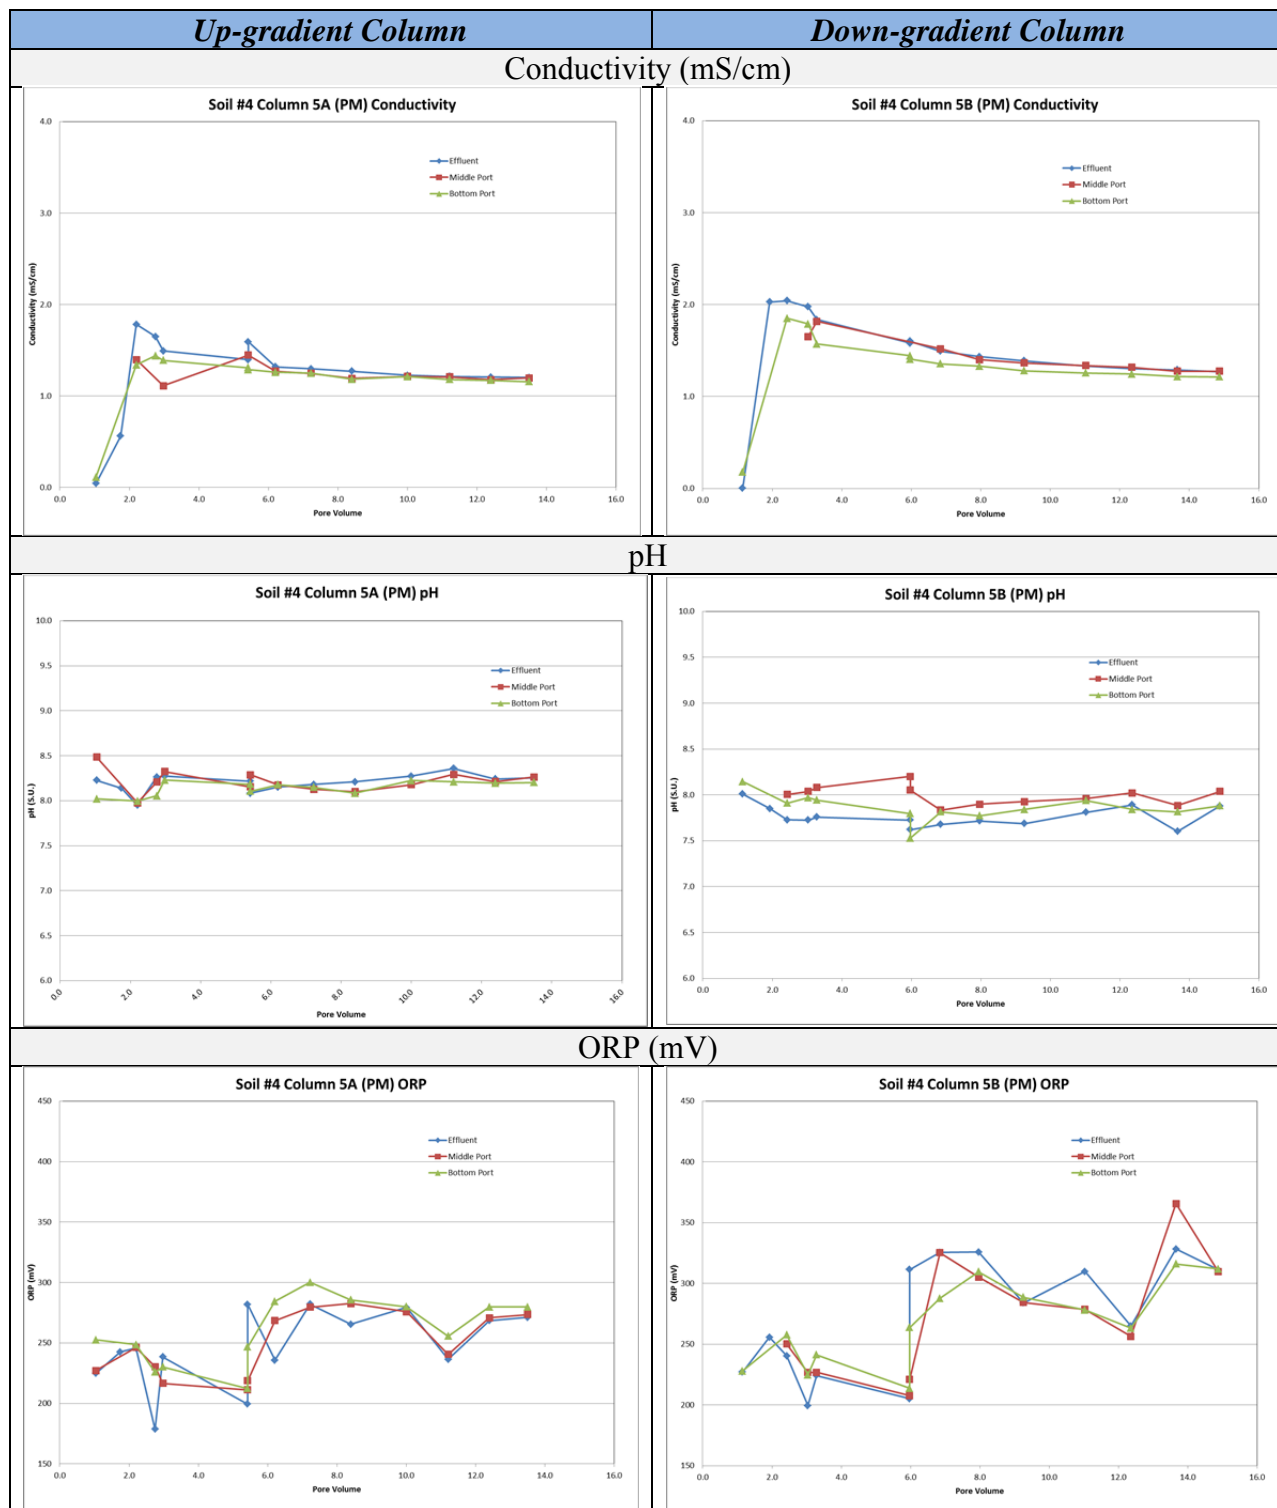 Up-gradient Column Down-gradient Column
Conductivity (mS/cm)
Soil #4 Column 5A (PM) Conductivity
4.0
3.0
2.0
1.0
0.0
Conductivity (mS/cm)
Effluent
Middle Port
Bottom Port
0.0 2.0 4.0 6.0 8.0 10.0 12.0 14.0 16.0
Pore Volume
Soil #4 Column 5B (PM) Conductivity
4.0
3.0
2.0
1.0
0.0
Conductivity (mS/cm)
Effluent
Middle Port
Bottom Port
0.0 2.0 4.0 6.0 8.0 10.0 12.0 14.0 16.0
Pore Volume
pH
Soil #4 Column 5A (PM) pH
10.0
9.5
9.0
8.5
8.0
7.5
7.0
6.5
6.0
pH (S.U.)
Effluent
Middle Port
Bottom Port
0.0 2.0 4.0 6.0 8.0 10.0 12.0 14.0 16.0
Pore Volume
Soil #4 Column 5B (PM) pH
10.0
9.5
9.0
8.5
8.0
7.5
7.0
6.5
6.0
pH (S.U.)
Effluent
Middle Port
Bottom Port
0.0 2.0 4.0 6.0 8.0 10.0 12.0 14.0 16.0
Pore Volume
ORP (mV)
Soil #4 Column 5A (PM) ORP
450
400
350
300
250
200
150
ORP (mV)
Effluent
Middle Port
Bottom Port
0.0 2.0 4.0 6.0 8.0 10.0 12.0 14.0 16.0
Pore Volume
Soil #4 Column 5B (PM) ORP
450
400
350
300
250
200
150
ORP (mV)
Effluent
Middle Port
Bottom Port
0.0 2.0 4.0 6.0 8.0 10.0 12.0 14.0 16.0
Pore Volume